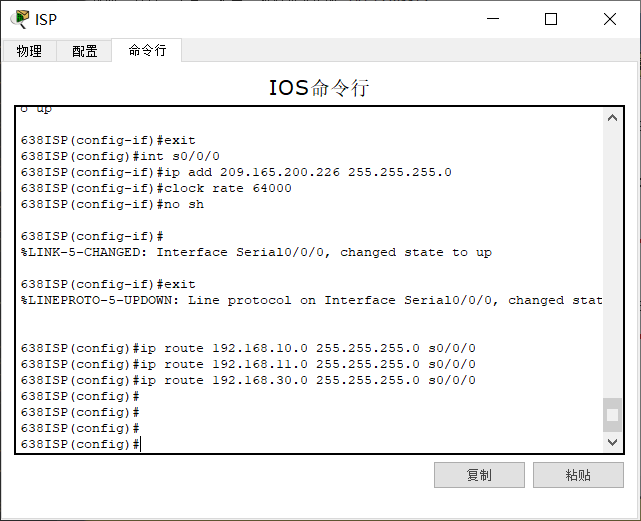 ISP
物理 配置 命令行
IOS命令行
o up
638ISP(config-if)#exit
638ISP(config)#int s0/0/0
638ISP(config-if)#ip add 209.165.200.226 255.255.255.0
638ISP(config-if)#clock rate 64000
638ISP(config-if)#no sh
638ISP(config-if)#
%LINK-5-CHANGED: Interface Serial0/0/0, changed state to up
638ISP(config-if)#exit
%LINEPROTO-5-UPDOWN: Line protocol on Interface Serial0/0/0, changed stat
638ISP(config)#ip route 192.168.10.0 255.255.255.0 s0/0/0
638ISP(config)#ip route 192.168.11.0 255.255.255.0 s0/0/0
638ISP(config)#ip route 192.168.30.0 255.255.255.0 s0/0/0
638ISP(config)#
638ISP(config)#
638ISP(config)#
638ISP(config)#
复制 粘贴